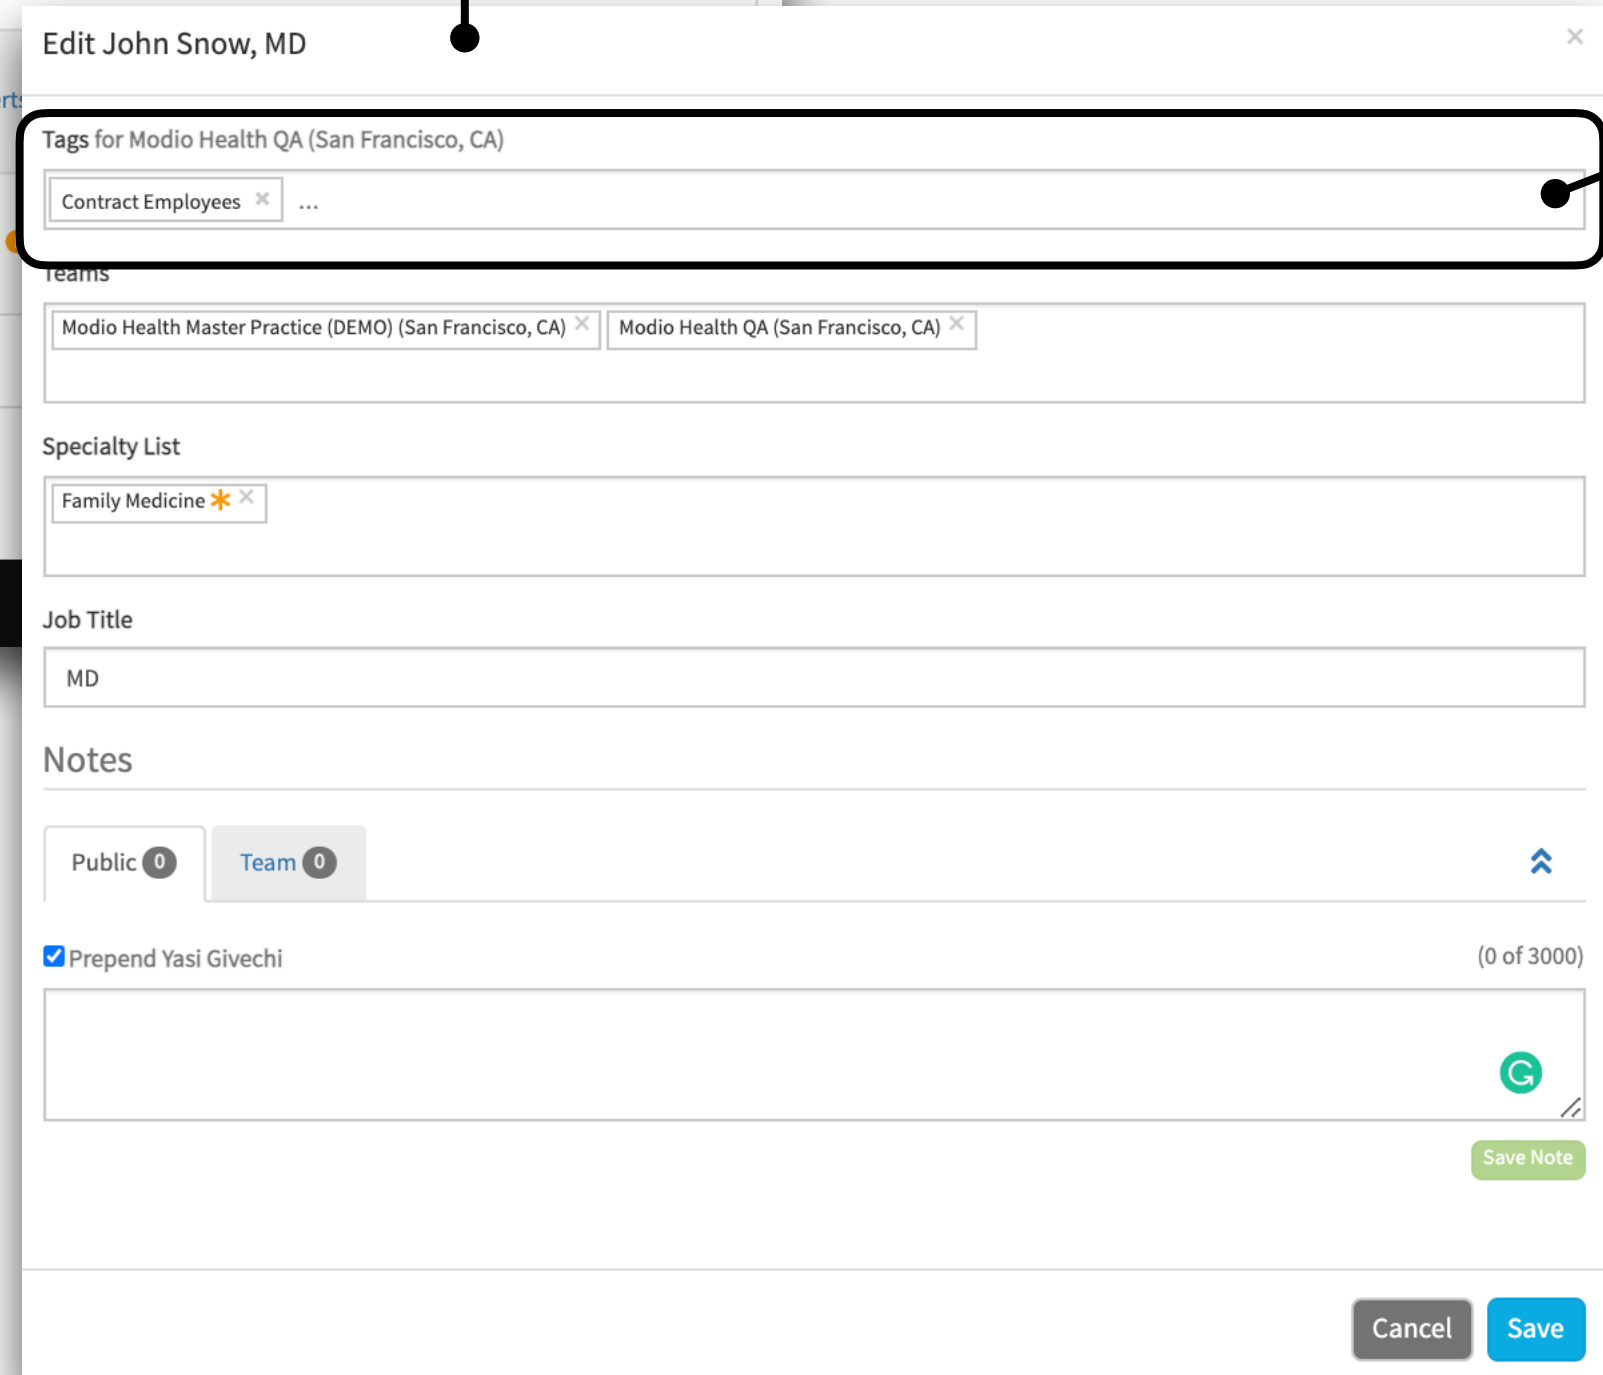 Edit John Snow, MD
×
erts
Tags for Modio Health QA (San Francisco, CA)
Contract Employees × ...
Teams
Modio Health Master Practice (DEMO) (San Francisco, CA) × Modio Health QA (San Francisco, CA) ×
Specialty List
Family Medicine * ×
Job Title
MD
Notes
Public 0 Team 0
Prepend Yasi Givechi (0 of 3000)
G
Save Note
Cancel Save